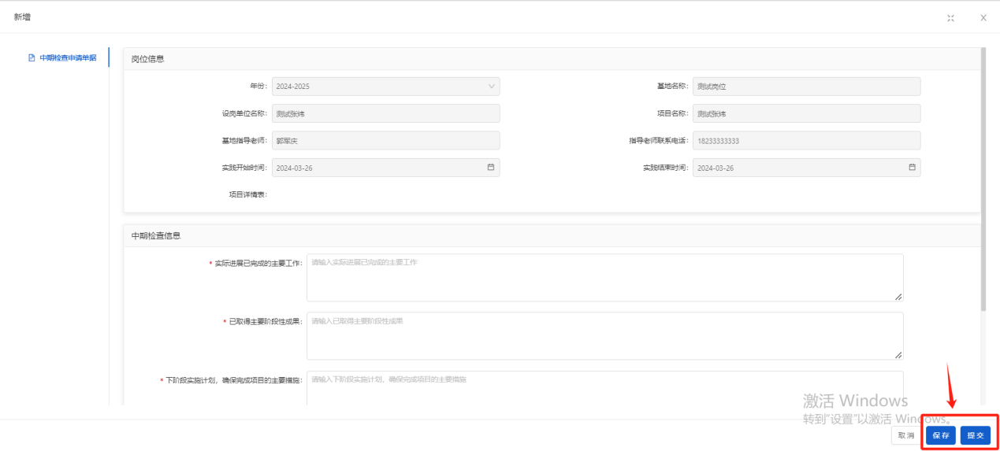 新增
中期检查申请单据
岗位信息
年份: 2024-2025 基地名称: 测试岗位
设岗单位名称: 测试张炜 项目名称: 测试张炜
基地指导老师: 郭军庆 指导老师联系电话: 18233333333
实践开始时间: 2024-03-26 实践结束时间: 2024-03-26
项目详情表:
中期检查信息
* 实际进展已完成的主要工作: 请输入实际进展已完成的主要工作
* 已取得主要阶段性成果: 请输入已取得主要阶段性成果
* 下阶段实施计划，确保完成项目的主要措施: 请输入下阶段实施计划，确保完成项目的主要措施
激活 Windows
转到"设置"以激活 Windows。
取消 保存 提交